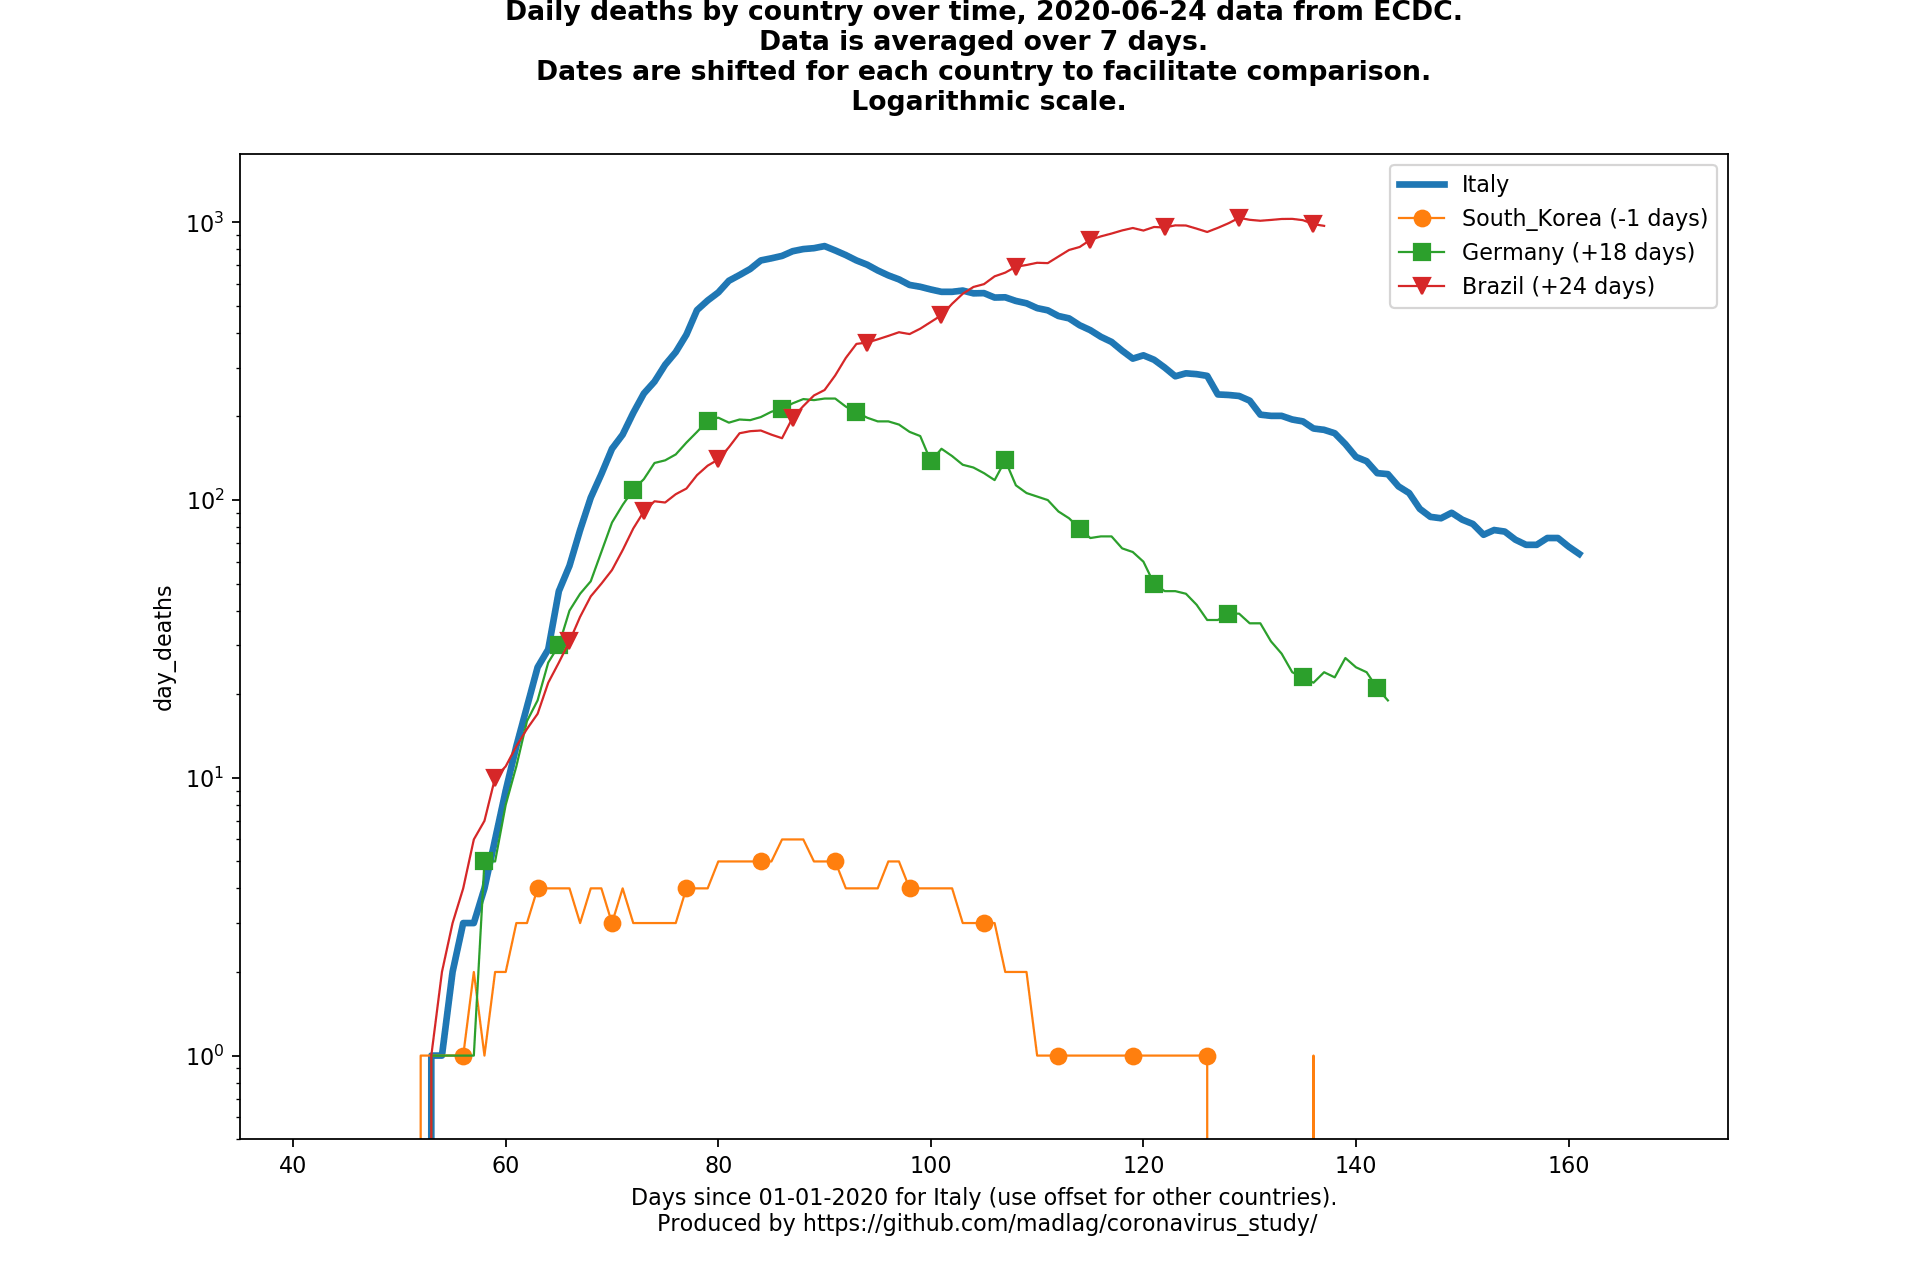 Daily deaths by country over time, 2020-06-24 data from ECDC.
Data is averaged over 7 days.
Dates are shifted for each country to facilitate comparison.
Logarithmic scale.
Italy
South_Korea (-1 days)
Germany (+18 days)
Brazil (+24 days)
10³
10²
10¹
10⁰
day_deaths
40 60 80 100 120 140 160
Days since 01-01-2020 for Italy (use offset for other countries).
Produced by https://github.com/madlag/coronavirus_study/